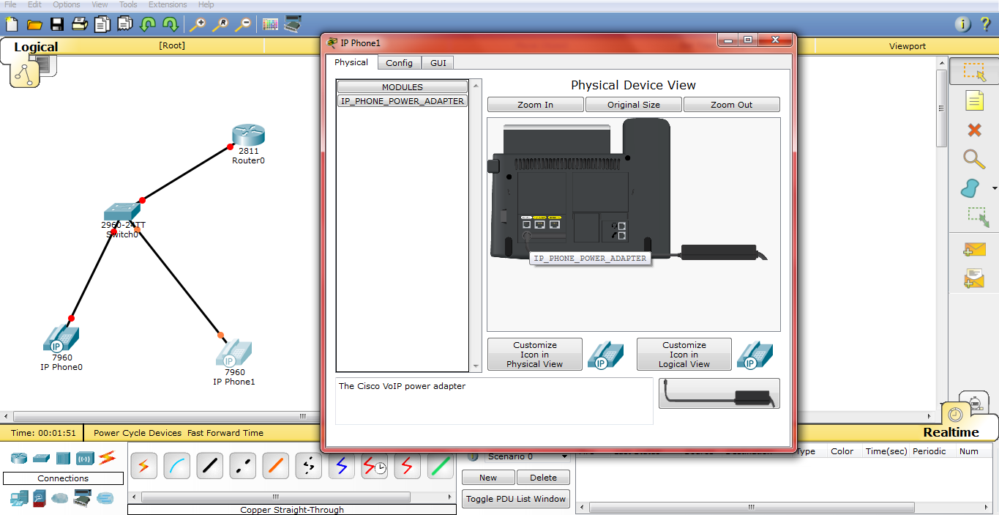 File Edit Options View Tools Extensions Help
Logical
[Root]
Viewport
IP Phone1
Physical Config GUI
MODULES
IP_PHONE_POWER_ADAPTER
Physical Device View
Zoom In Original Size Zoom Out
IP_PHONE_POWER_ADAPTER
Customize
Icon in
Physical View
IP
Customize
Icon in
Logical View
IP
The Cisco VoIP power adapter
2811
Router0
2960-24TT
Switch0
IP
7960
IP Phone0
IP
7960
IP Phone1
Time: 00:01:51 Power Cycle Devices Fast Forward Time
Realtime
Connections
Copper Straight-Through
Scenario 0
New Delete
Toggle PDU List Window
Type Color Time(sec) Periodic Num